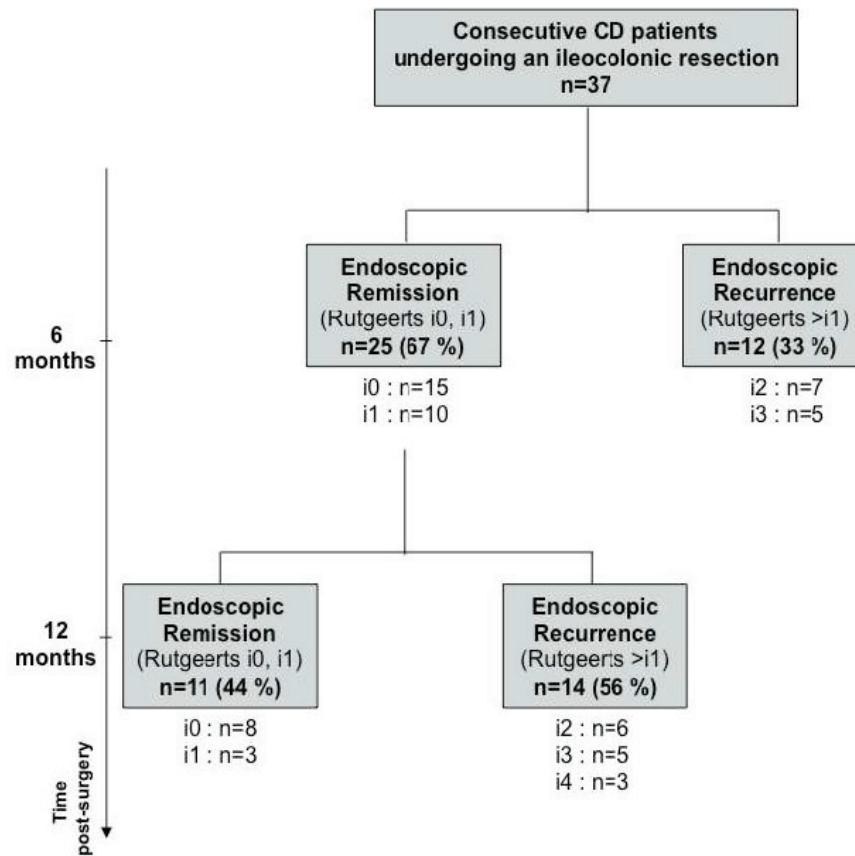 Consecutive CD patients
undergoing an ileocolonic resection
n=37
Endoscopic
Remission
(Rutgeerts i0, i1)
n=25 (67 %)
i0 : n=15
i1 : n=10
Endoscopic
Recurrence
(Rutgeerts >i1)
n=12 (33 %)
i2 : n=7
i3 : n=5
6
months
Endoscopic
Remission
(Rutgeerts i0, i1)
n=11 (44 %)
i0 : n=8
i1 : n=3
Endoscopic
Recurrence
(Rutgeerts >i1)
n=14 (56 %)
i2 : n=6
i3 : n=5
i4 : n=3
12
months
Time
post-surgery